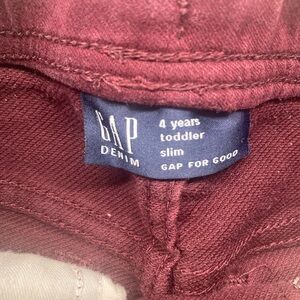 GAP
DENIM
4 years
toddler
slim
GAP FOR GOOD